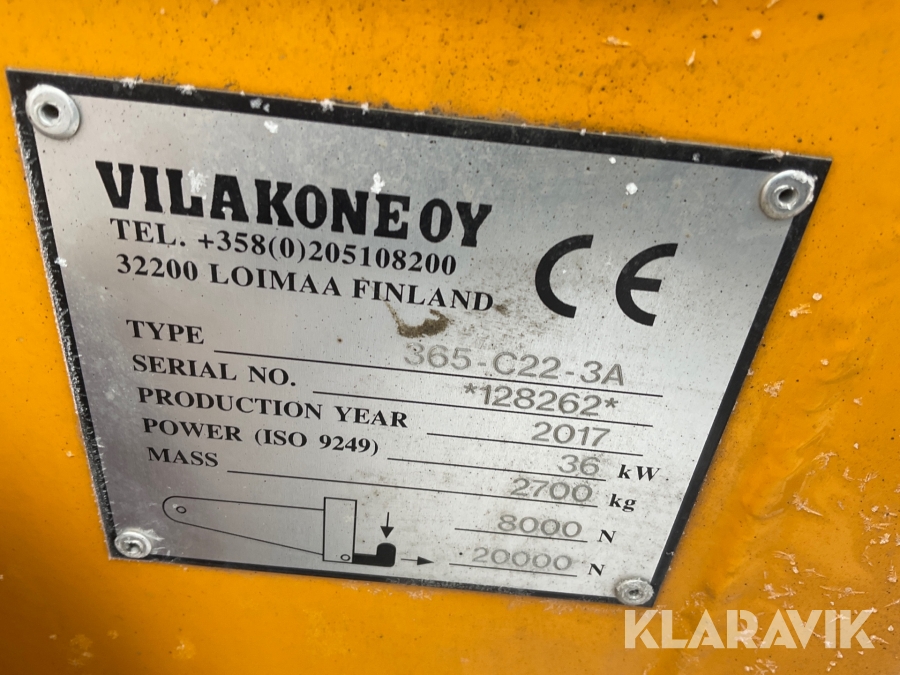 VILAKONE OY
TEL. +358(0)205108200
32200 LOIMAA FINLAND
CE
TYPE 365-C22-3A
SERIAL NO. *128262*
PRODUCTION YEAR 2017
POWER (ISO 9249) 36 kW
MASS 2700 kg
8000 N
20000 N
KLARAVIK